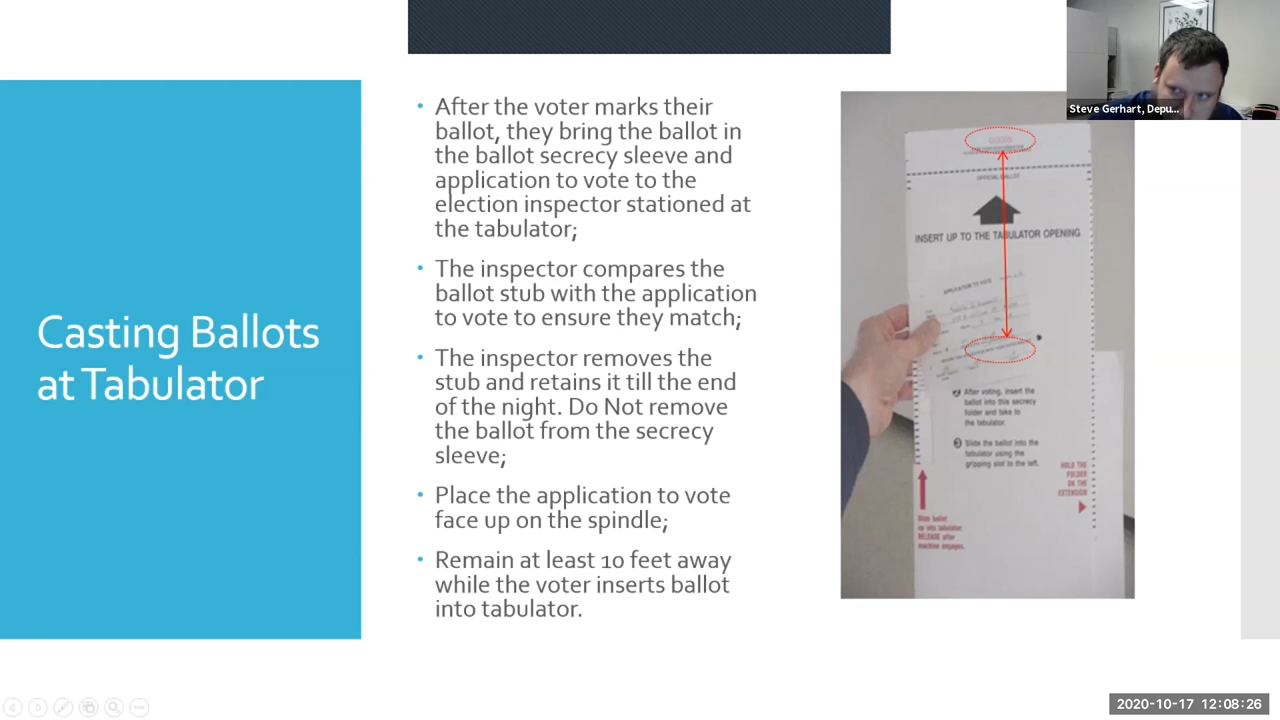 Steve Gerhart, Depu...
Casting Ballots
at Tabulator
• After the voter marks their
ballot, they bring the ballot in
the ballot secrecy sleeve and
application to vote to the
election inspector stationed at
the tabulator;
• The inspector compares the
ballot stub with the application
to vote to ensure they match;
• The inspector removes the
stub and retains it till the end
of the night. Do Not remove
the ballot from the secrecy
sleeve;
• Place the application to vote
face up on the spindle;
• Remain at least 10 feet away
while the voter inserts ballot
into tabulator.
OFFICIAL BALLOT
INSERT UP TO THE TABULATOR OPENING
APPLICATION TO VOTE
After voting, insert the
ballot into this secrecy
folder and take to
the tabulator.
3 Slide the ballot into the
tabulator using the
gripping slot to the left.
HOLD THE
FOLDER
ON THE
EXTENSION
Slide ballot
up into tabulator.
RELEASE after
machine engages.
2020-10-17 12:08:26